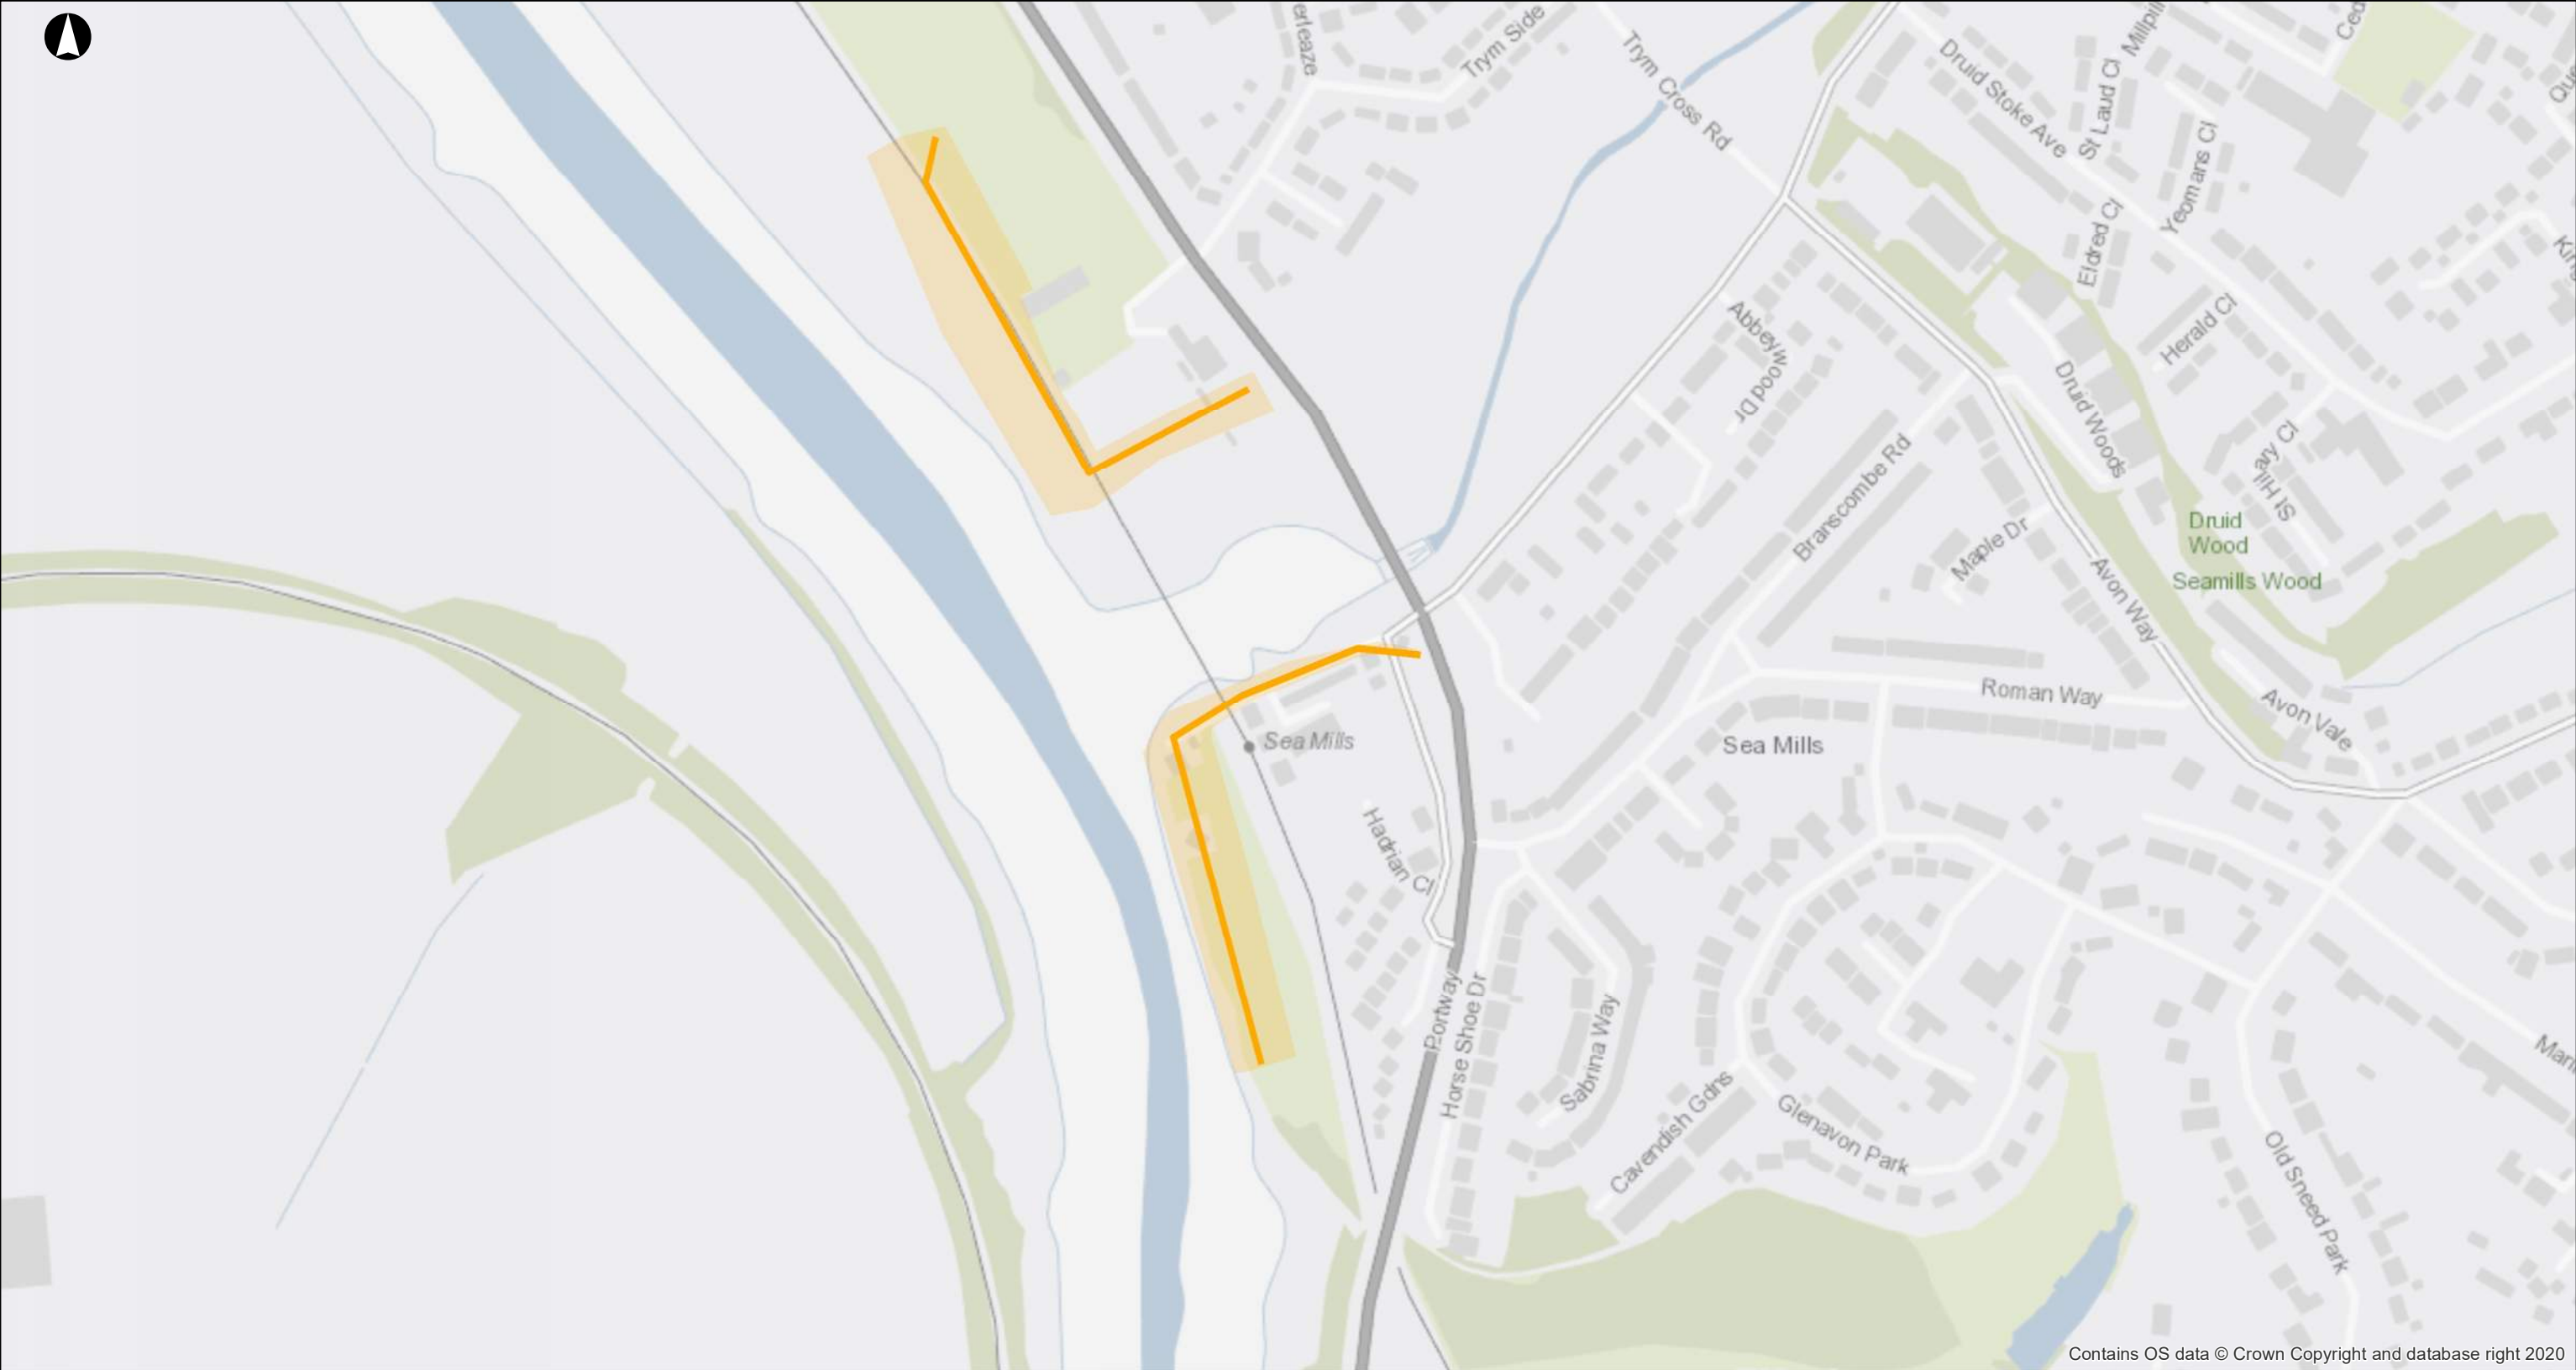 Trym Side
Trym Cross Rd
Druid Stoke Ave
St Laud Cl
Yeomans Cl
Eldred Cl
Herald Cl
Abbeywood Dr
Druid Woods
Branscombe Rd
Maple Dr
Avon Way
Druid
Wood
Seamills Wood
Roman Way
Avon Vale
Sea Mills
Sea Mills
Hadrian Cl
Portway
Horse Shoe Dr
Sabrina Way
Cavendish Gdns
Glenavon Park
Old Sneed Park
Contains OS data © Crown Copyright and database right 2020